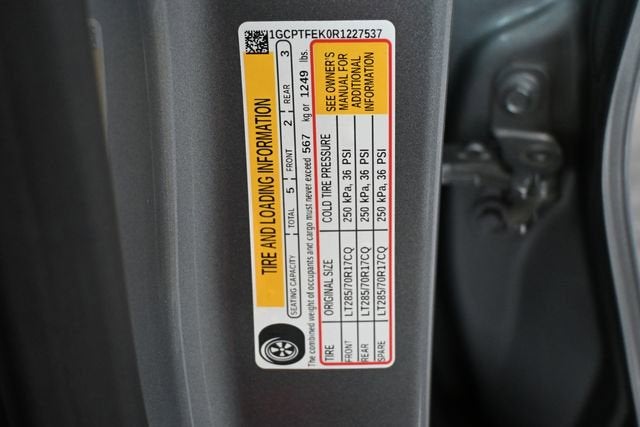 1GCPTFEK0R1227537
TIRE AND LOADING INFORMATION
SEATING CAPACITY TOTAL 5 FRONT 2 REAR 3
The combined weight of occupants and cargo must never exceed 567 kg or 1249 lbs.
TIRE ORIGINAL SIZE COLD TIRE PRESSURE
FRONT LT285/70R17CQ 250 kPa, 36 PSI
REAR LT285/70R17CQ 250 kPa, 36 PSI
SPARE LT285/70R17CQ 250 kPa, 36 PSI
SEE OWNER'S
MANUAL FOR
ADDITIONAL
INFORMATION